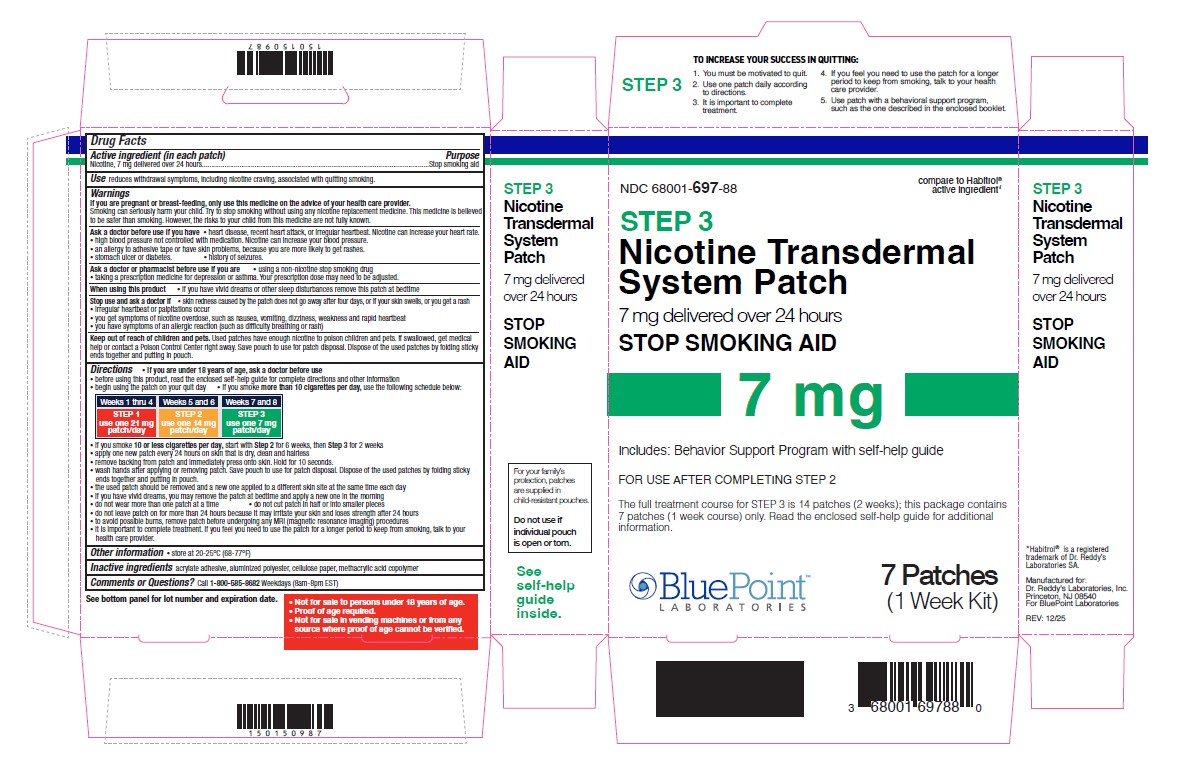 150150987
Drug Facts
Active ingredient (in each patch) Purpose
Nicotine, 7 mg delivered over 24 hours............Stop smoking aid
Use reduces withdrawal symptoms, including nicotine craving, associated with quitting smoking.
Warnings
If you are pregnant or breast-feeding, only use this medicine on the advice of your health care provider.
Smoking can seriously harm your child. Try to stop smoking without using any nicotine replacement medicine. This medicine is believed
to be safer than smoking. However, the risks to your child from this medicine are not fully known.
Ask a doctor before use if you have • heart disease, recent heart attack, or irregular heartbeat. Nicotine can increase your heart rate.
• high blood pressure not controlled with medication. Nicotine can increase your blood pressure.
• an allergy to adhesive tape or have skin problems, because you are more likely to get rashes.
• stomach ulcer or diabetes. • history of seizures.
Ask a doctor or pharmacist before use if you are • using a non-nicotine stop smoking drug
• taking a prescription medicine for depression or asthma. Your prescription dose may need to be adjusted.
When using this product • if you have vivid dreams or other sleep disturbances remove this patch at bedtime
Stop use and ask a doctor if • skin redness caused by the patch does not go away after four days, or if your skin swells, or you get a rash
• irregular heartbeat or palpitations occur
• you get symptoms of nicotine overdose, such as nausea, vomiting, dizziness, weakness and rapid heartbeat
• you have symptoms of an allergic reaction (such as difficulty breathing or rash)
Keep out of reach of children and pets. Used patches have enough nicotine to poison children and pets. If swallowed, get medical
help or contact a Poison Control Center right away. Save pouch to use for patch disposal. Dispose of the used patches by folding sticky
ends together and putting in pouch.
Directions • if you are under 18 years of age, ask a doctor before use
• before using this product, read the enclosed self-help guide for complete directions and other information
• begin using the patch on your quit day • if you smoke more than 10 cigarettes per day, use the following schedule below:
Weeks 1 thru 4 Weeks 5 and 6 Weeks 7 and 8
STEP 1 STEP 2 STEP 3
use one 21 mg use one 14 mg use one 7 mg
patch/day patch/day patch/day
• if you smoke 10 or less cigarettes per day, start with Step 2 for 6 weeks, then Step 3 for 2 weeks
• apply one new patch every 24 hours on skin that is dry, clean and hairless
• remove backing from patch and immediately press onto skin. Hold for 10 seconds.
• wash hands after applying or removing patch. Save pouch to use for patch disposal. Dispose of the used patches by folding sticky
ends together and putting in pouch.
• the used patch should be removed and a new one applied to a different skin site at the same time each day
• if you have vivid dreams, you may remove the patch at bedtime and apply a new one in the morning
• do not wear more than one patch at a time • do not cut patch in half or into smaller pieces
• do not leave patch on for more than 24 hours because it may irritate your skin and loses strength after 24 hours
• to avoid possible burns, remove patch before undergoing any MRI (magnetic resonance imaging) procedures
• it is important to complete treatment. If you feel you need to use the patch for a longer period to keep from smoking, talk to your
health care provider.
Other information • store at 20-25°C (68-77°F)
Inactive ingredients acrylate adhesive, aluminized polyester, cellulose paper, methacrylic acid copolymer
Comments or Questions? Call 1-800-585-8682 Weekdays (8am-8pm EST)
See bottom panel for lot number and expiration date.
• Not for sale to persons under 18 years of age.
• Proof of age required.
• Not for sale in vending machines or from any
source where proof of age cannot be verified.
150150987
STEP 3
Nicotine
Transdermal
System
Patch
7 mg delivered
over 24 hours
STOP
SMOKING
AID
For your family's
protection, patches
are supplied in
child-resistant pouches.
Do not use if
individual pouch
is open or torn.
See
self-help
guide
inside.
STEP 3
TO INCREASE YOUR SUCCESS IN QUITTING:
1. You must be motivated to quit.
2. Use one patch daily according
to directions.
3. It is important to complete
treatment.
4. If you feel you need to use the patch for a longer
period to keep from smoking, talk to your health
care provider.
5. Use patch with a behavioral support program,
such as the one described in the enclosed booklet.
NDC 68001-697-88
compare to Habitrol®
active ingredient*
STEP 3
Nicotine Transdermal
System Patch
7 mg delivered over 24 hours
STOP SMOKING AID
7 mg
Includes: Behavior Support Program with self-help guide
FOR USE AFTER COMPLETING STEP 2
The full treatment course for STEP 3 is 14 patches (2 weeks); this package contains
7 patches (1 week course) only. Read the enclosed self-help guide for additional
information.
BluePoint™
LABORATORIES
7 Patches
(1 Week Kit)
3 68001 69788 0
STEP 3
Nicotine
Transdermal
System
Patch
7 mg delivered
over 24 hours
STOP
SMOKING
AID
*Habitrol® is a registered
trademark of Dr. Reddy's
Laboratories SA.
Manufactured for:
Dr. Reddy's Laboratories, Inc.
Princeton, NJ 08540
For BluePoint Laboratories
REV: 12/25